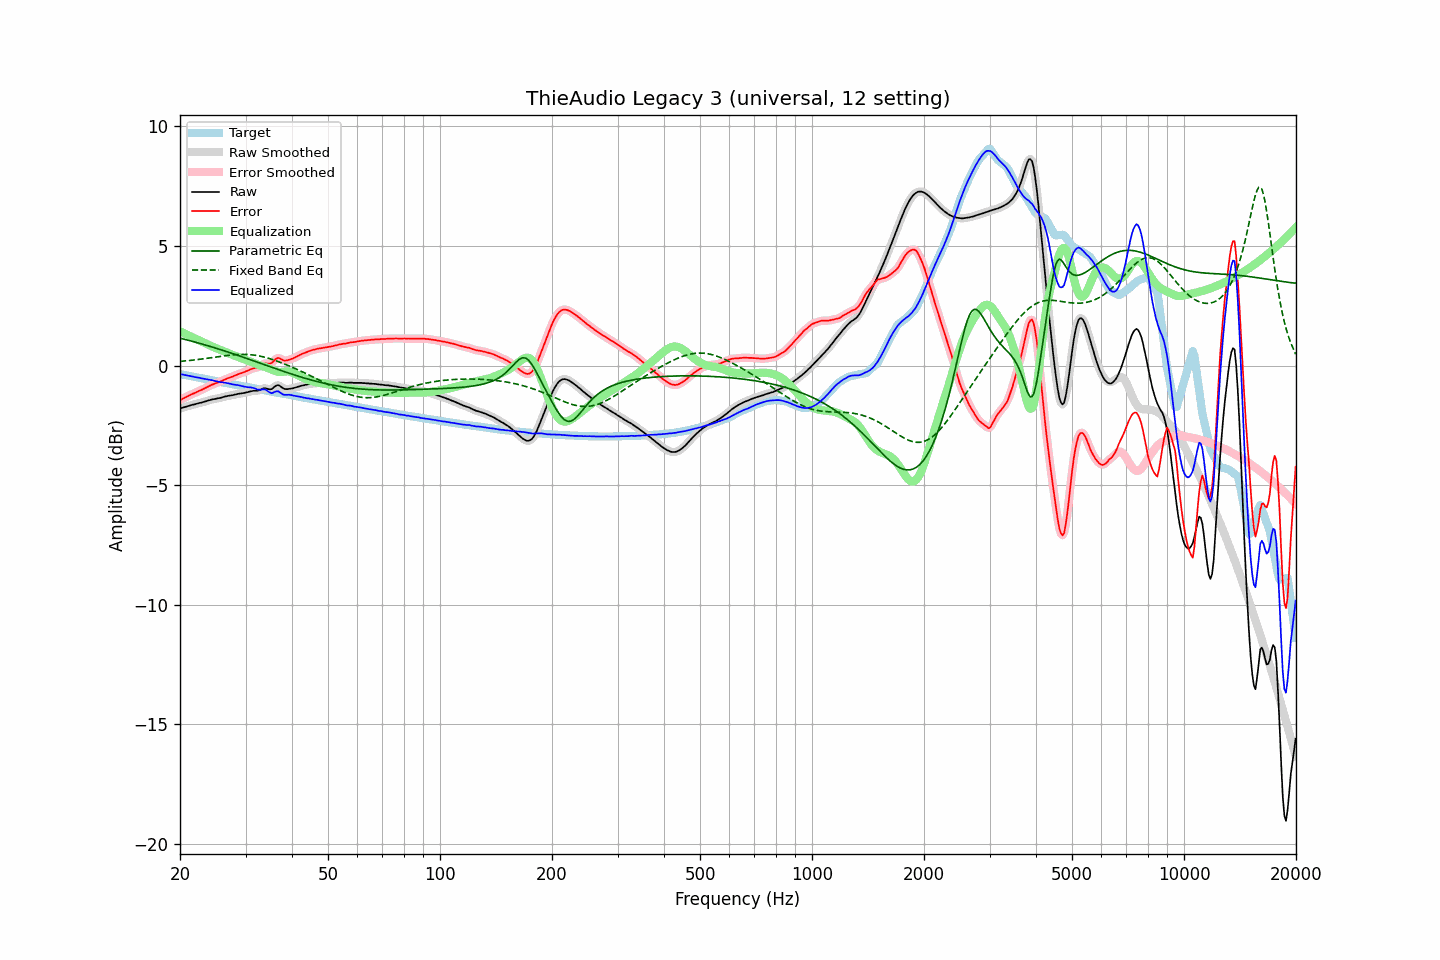 ThieAudio Legacy 3 (universal, 12 setting)
Target
Raw Smoothed
Error Smoothed
Raw
Error
Equalization
Parametric Eq
Fixed Band Eq
Equalized
Amplitude (dBr)
10
5
0
−5
−10
−15
−20
20
50
100
200
500
1000
2000
5000
10000
20000
Frequency (Hz)